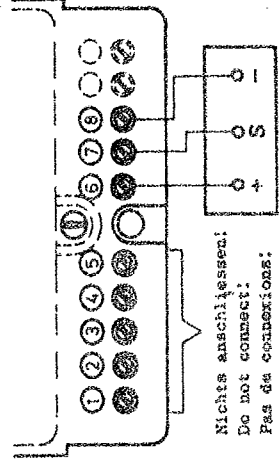 8
7
6
5
4
3
2
1
-
S
+
Nichts anschliessen!
Do not connect!
Pas de connexions!